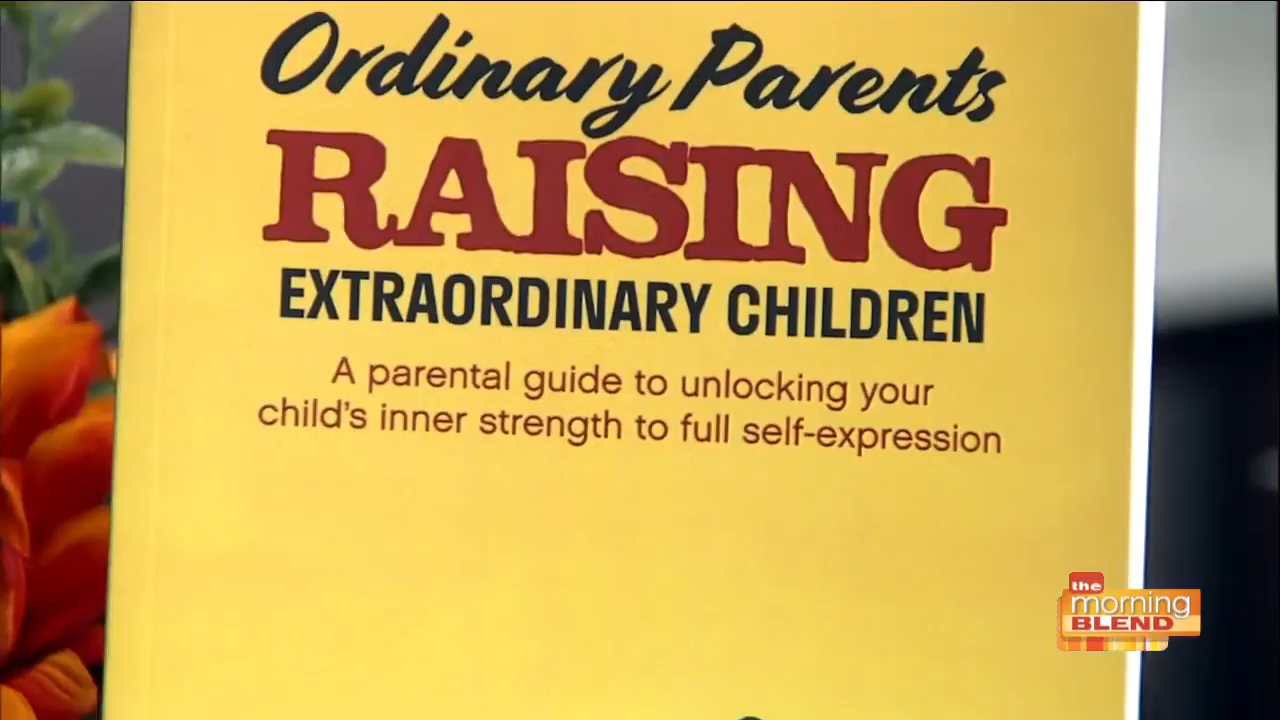 Ordinary Parents
RAISING
EXTRAORDINARY CHILDREN
A parental guide to unlocking your
child's inner strength to full self-expression
the
morning
BLEND